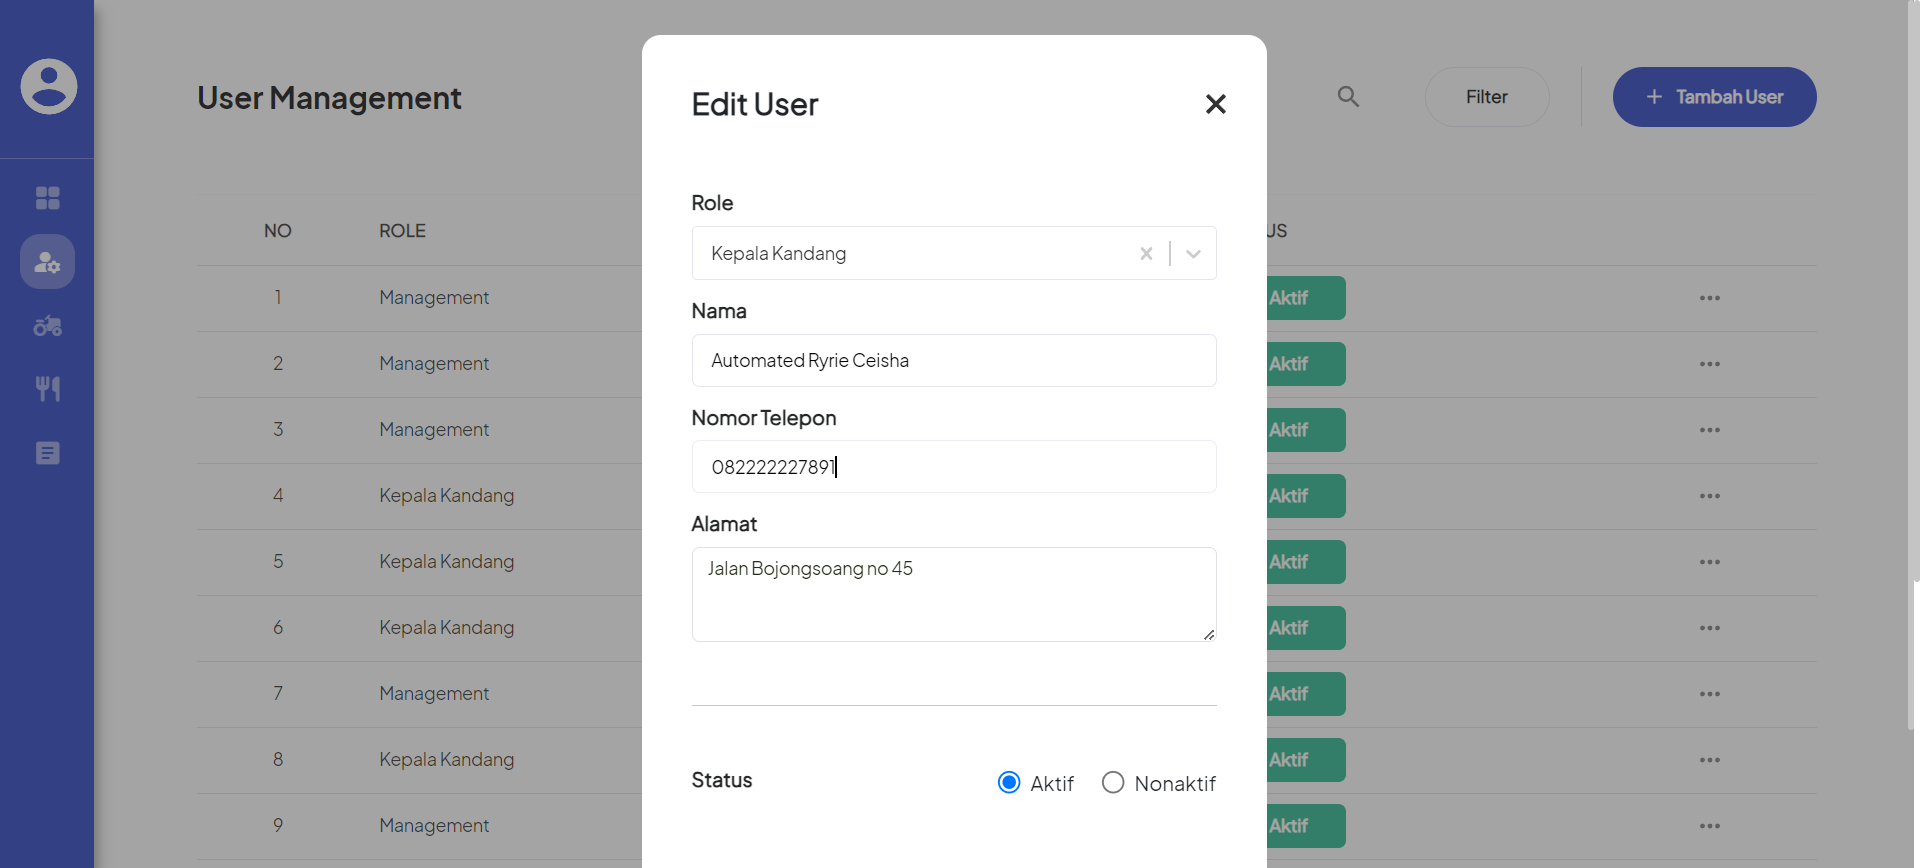 User Management
Filter
+ Tambah User
NO
ROLE
1
Management
Aktif
2
Management
Aktif
3
Management
Aktif
4
Kepala Kandang
Aktif
5
Kepala Kandang
Aktif
6
Kepala Kandang
Aktif
7
Management
Aktif
8
Kepala Kandang
Aktif
9
Management
Aktif
Edit User
Role
Kepala Kandang
Nama
Automated Ryrie Ceisha
Nomor Telepon
082222227891
Alamat
Jalan Bojongsoang no 45
Status
Aktif
Nonaktif